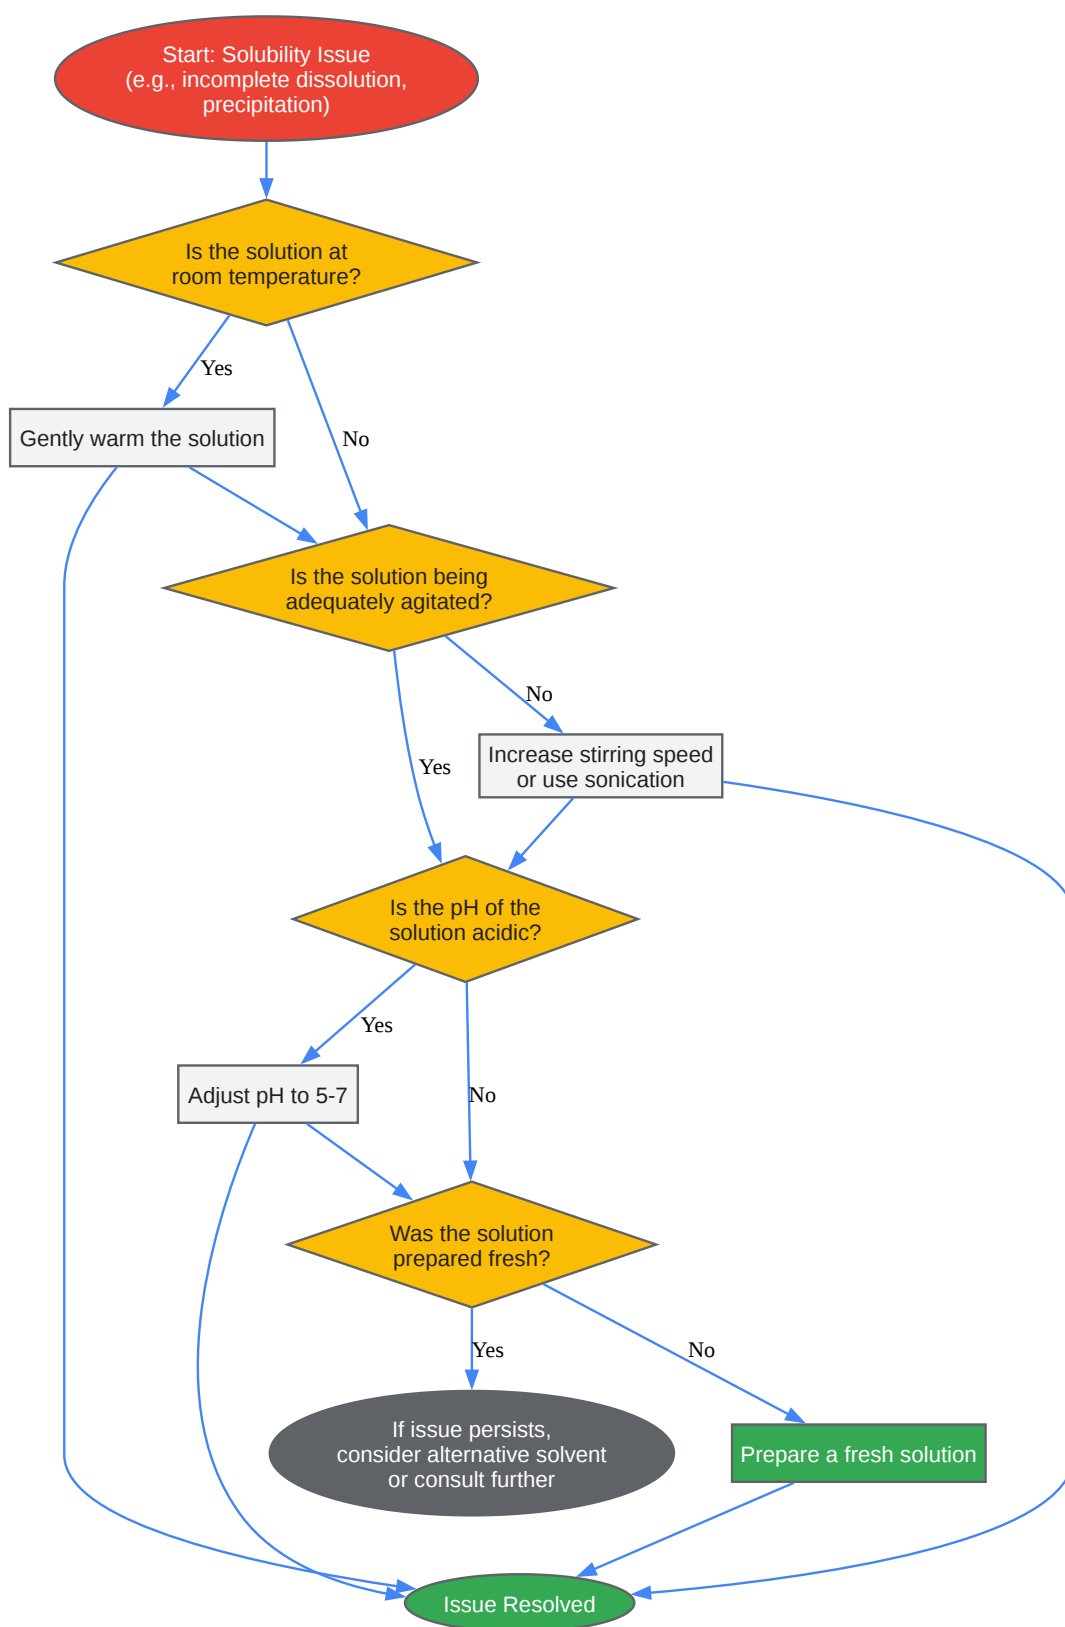 Start: Solubility Issue
(e.g., incomplete dissolution,
precipitation)
Is the solution at
room temperature?
Yes
Gently warm the solution
No
Is the solution being
adequately agitated?
No
Increase stirring speed
or use sonication
Yes
Is the pH of the
solution acidic?
Yes
Adjust pH to 5-7
No
Was the solution
prepared fresh?
Yes
No
If issue persists,
consider alternative solvent
or consult further
Prepare a fresh solution
Issue Resolved